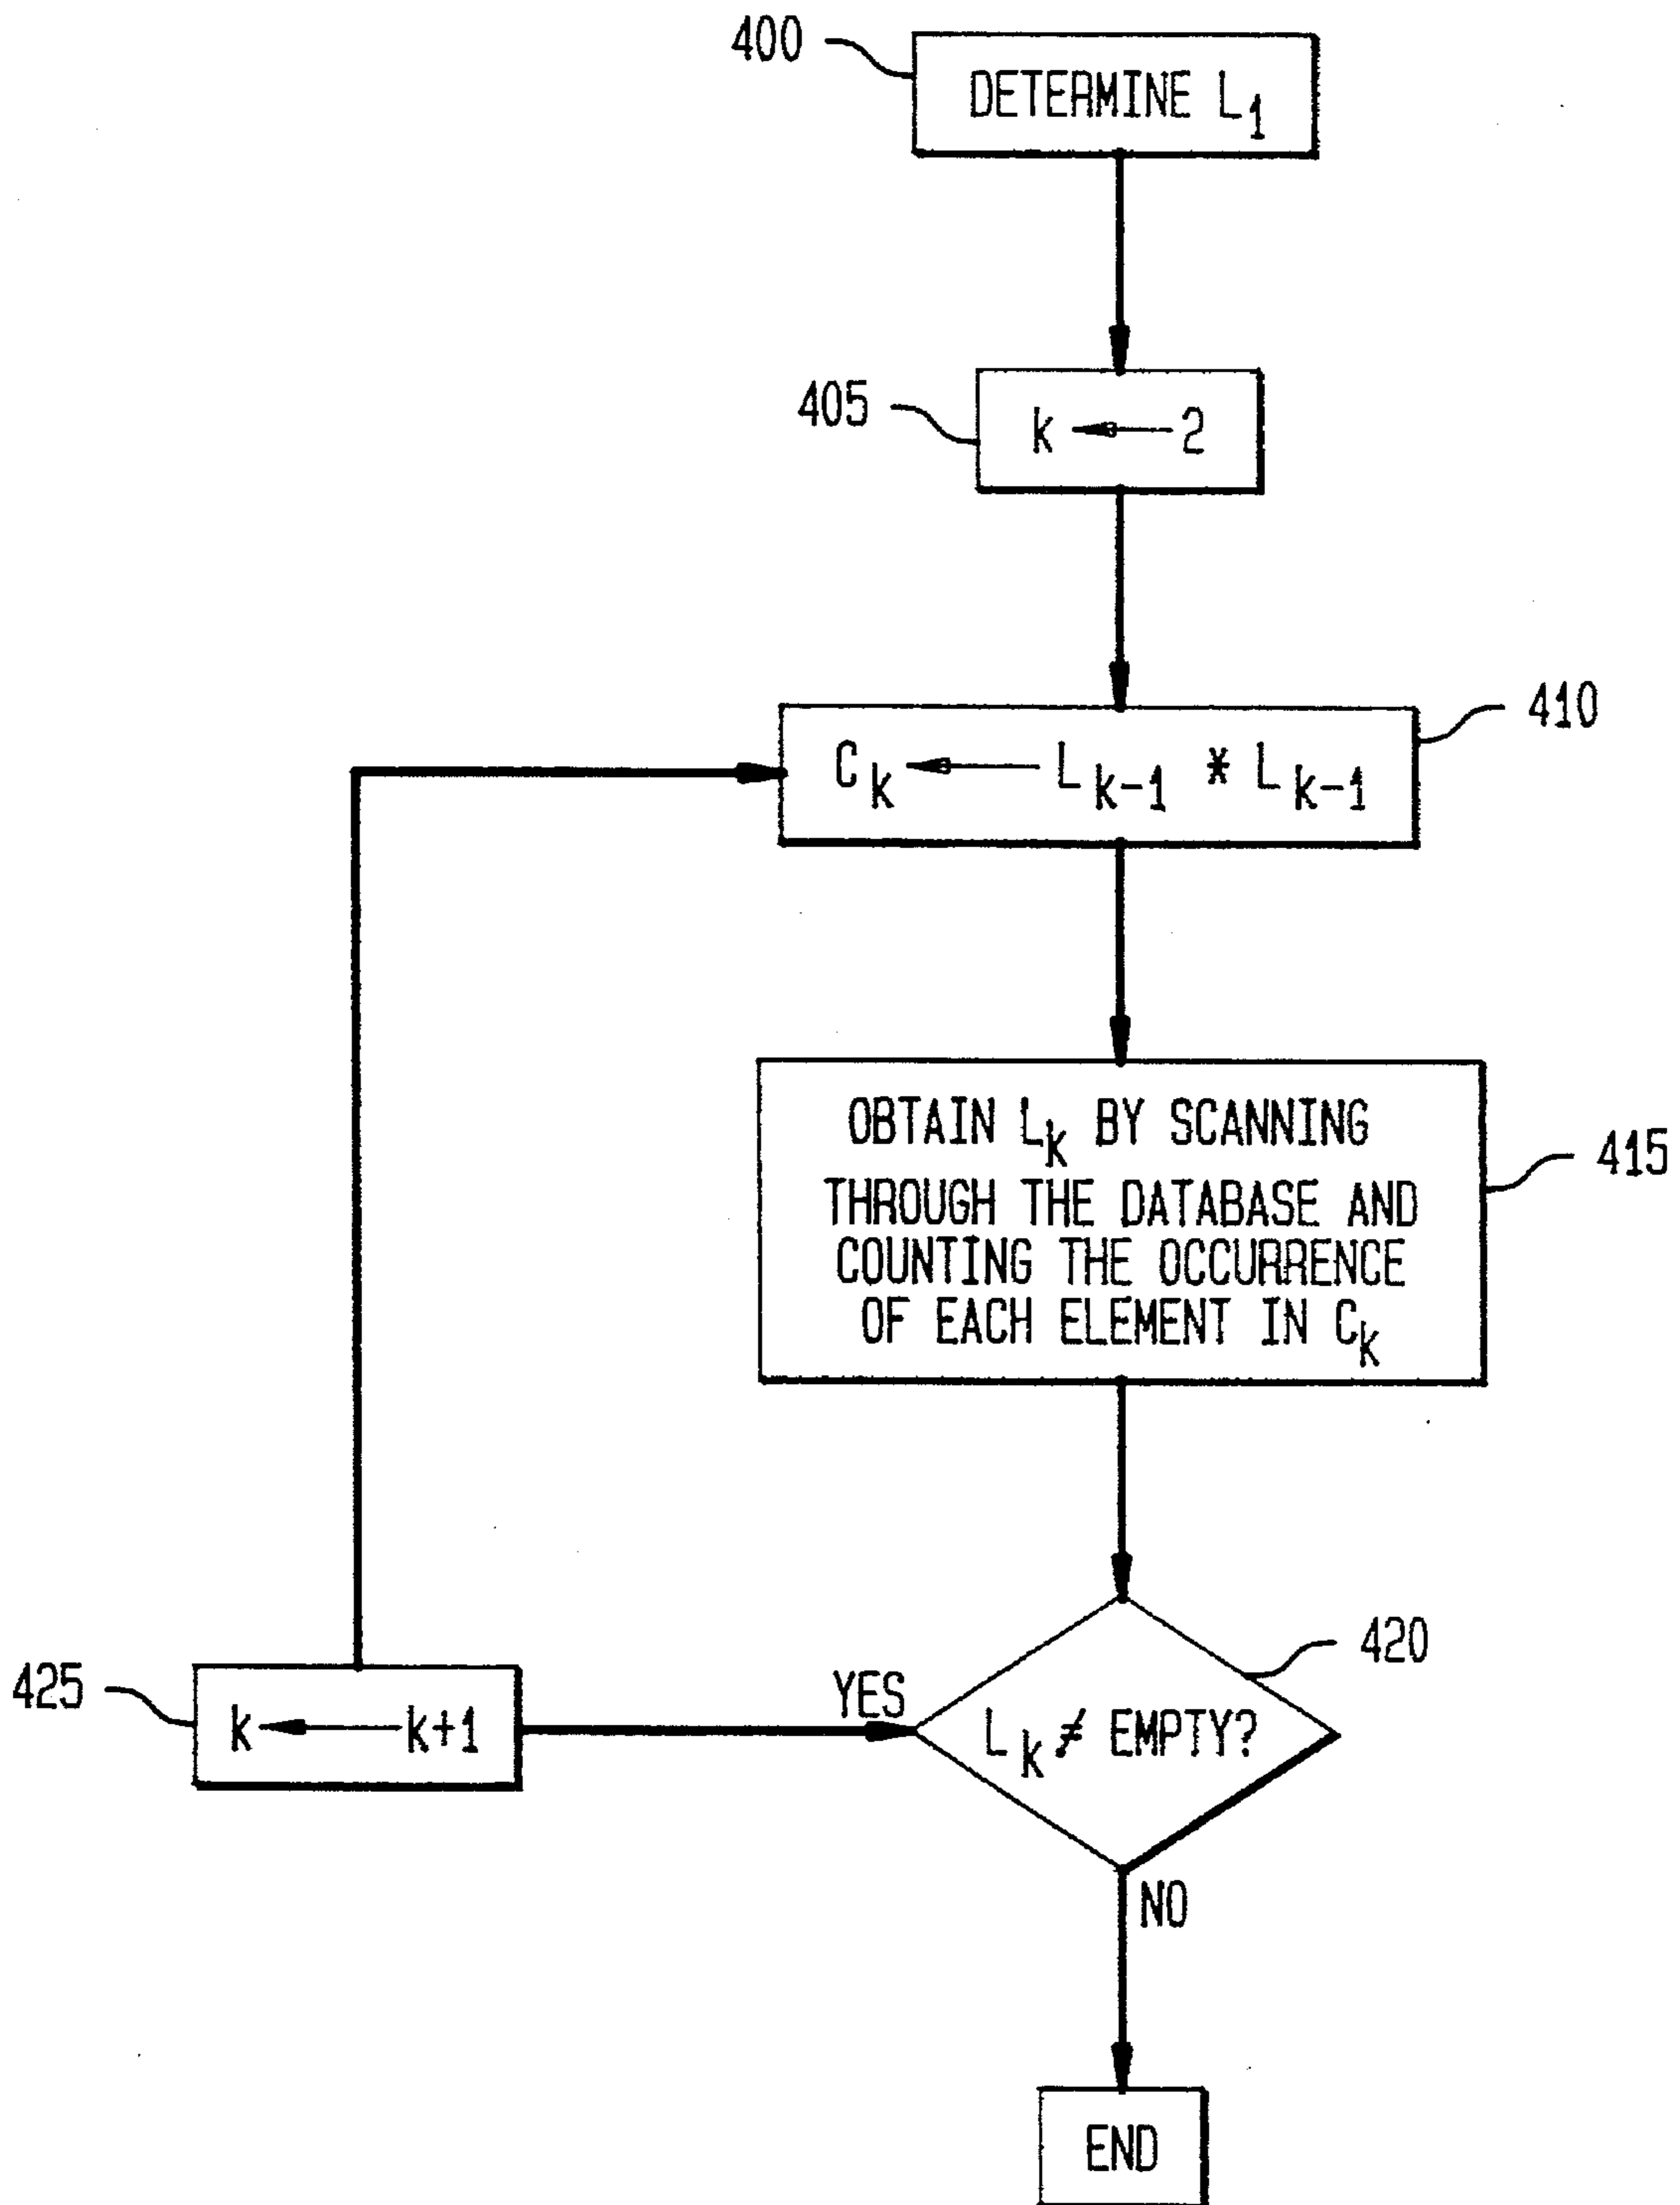 400
DETERMINE L₁
405
k ← 2
410
Cₖ ← Lₖ₋₁ * Lₖ₋₁
415
OBTAIN Lₖ BY SCANNING
THROUGH THE DATABASE AND
COUNTING THE OCCURRENCE
OF EACH ELEMENT IN Cₖ
420
425
k ← k+1
YES
Lₖ ≠ EMPTY?
NO
END